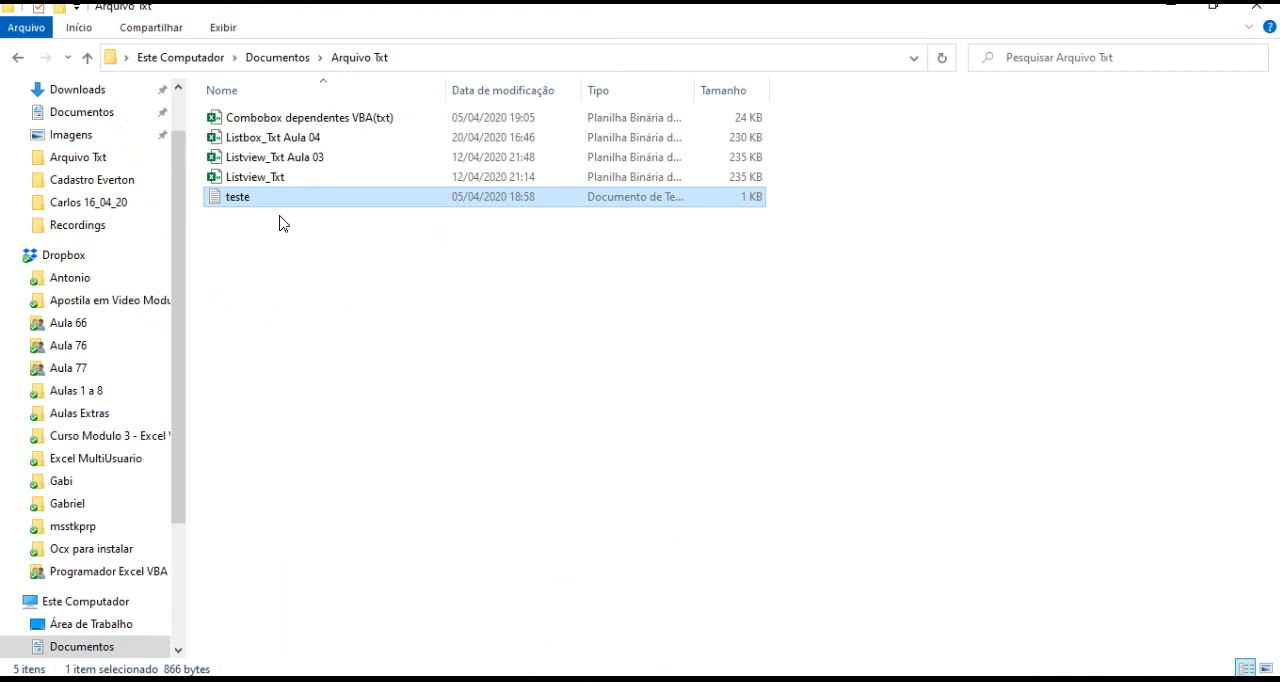 Arquivo Txt
Arquivo Início Compartilhar Exibir
Este Computador Documentos Arquivo Txt Pesquisar Arquivo Txt
Nome Data de modificação Tipo Tamanho
Combobox dependentes VBA(txt) 05/04/2020 19:05 Planilha Binária d... 24 KB
Listbox_Txt Aula 04 20/04/2020 16:46 Planilha Binária d... 230 KB
Listview_Txt Aula 03 12/04/2020 21:48 Planilha Binária d... 235 KB
Listview_Txt 12/04/2020 21:14 Planilha Binária d... 235 KB
teste 05/04/2020 18:58 Documento de Te... 1 KB
Downloads
Documentos
Imagens
Arquivo Txt
Cadastro Everton
Carlos 16_04_20
Recordings
Dropbox
Antonio
Apostila em Video Modu
Aula 66
Aula 76
Aula 77
Aulas 1 a 8
Aulas Extras
Curso Modulo 3 - Excel V
Excel MultiUsuario
Gabi
Gabriel
msstkprp
Ocx para instalar
Programador Excel VBA
Este Computador
Área de Trabalho
Documentos
5 itens 1 item selecionado 866 bytes